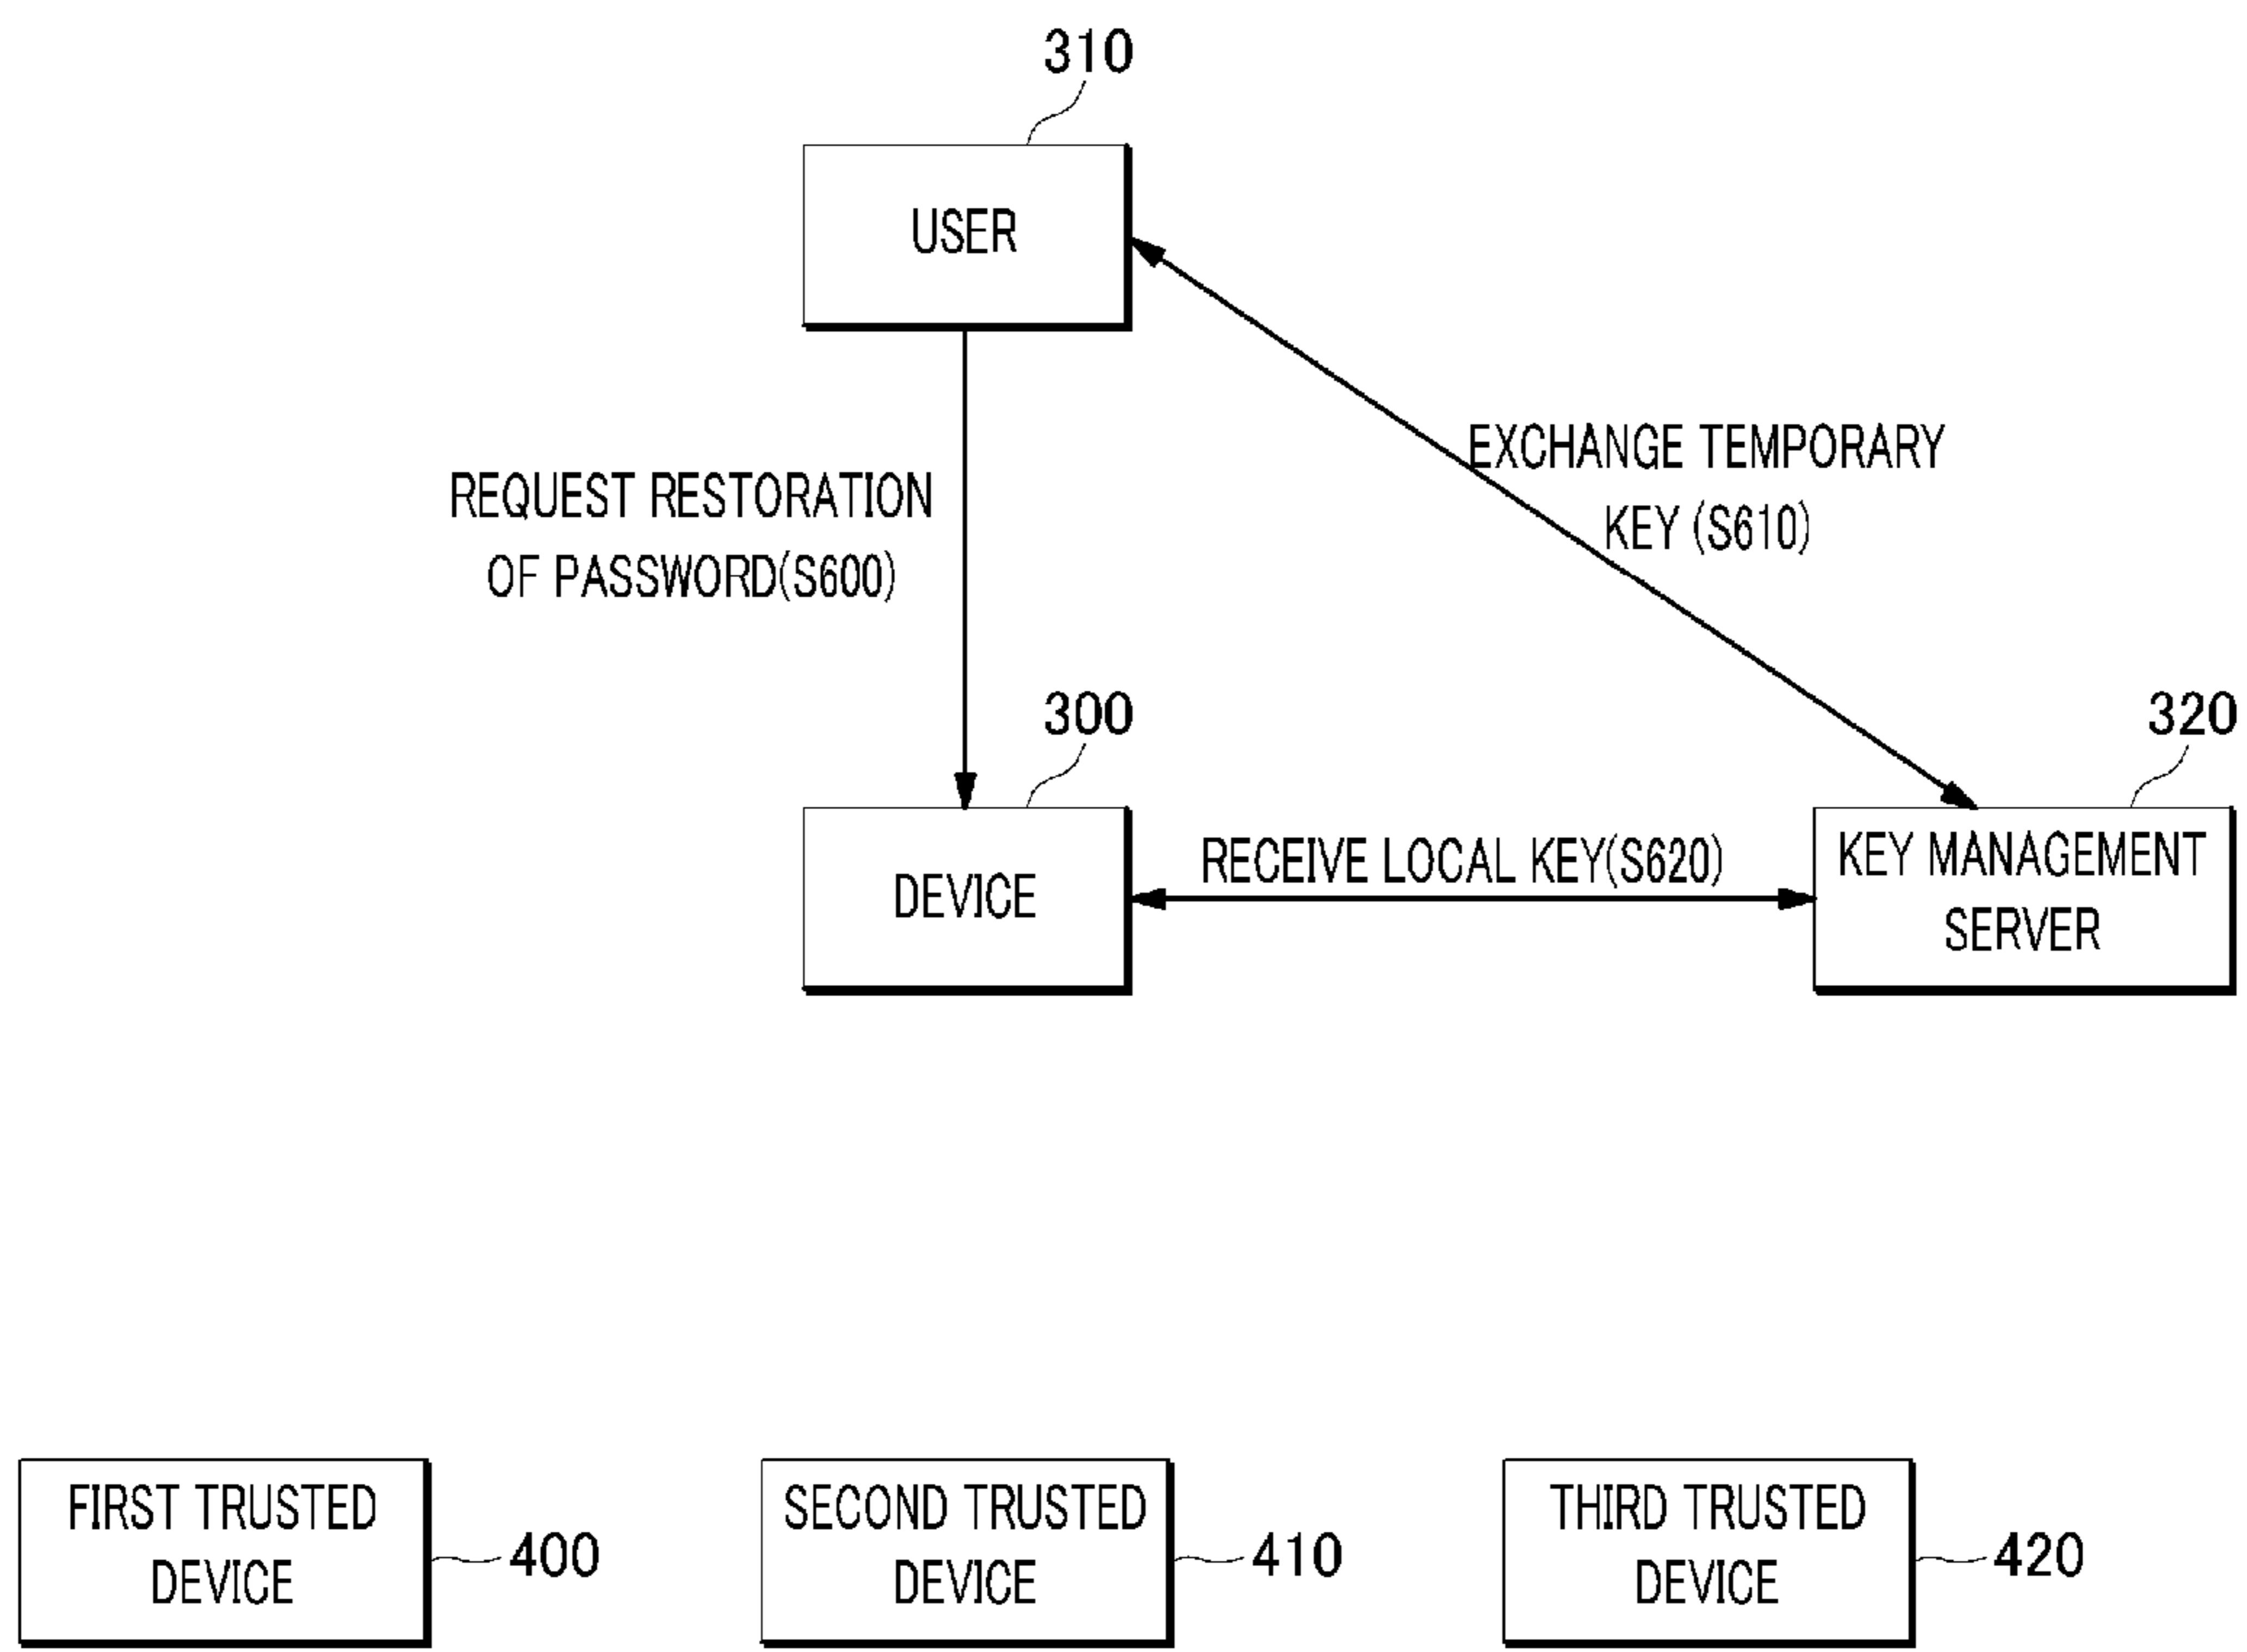 310
USER
EXCHANGE TEMPORARY
KEY (S610)
REQUEST RESTORATION
OF PASSWORD(S600)
300
320
DEVICE
RECEIVE LOCAL KEY(S620)
KEY MANAGEMENT
SERVER
FIRST TRUSTED
DEVICE
400
SECOND TRUSTED
DEVICE
410
THIRD TRUSTED
DEVICE
420